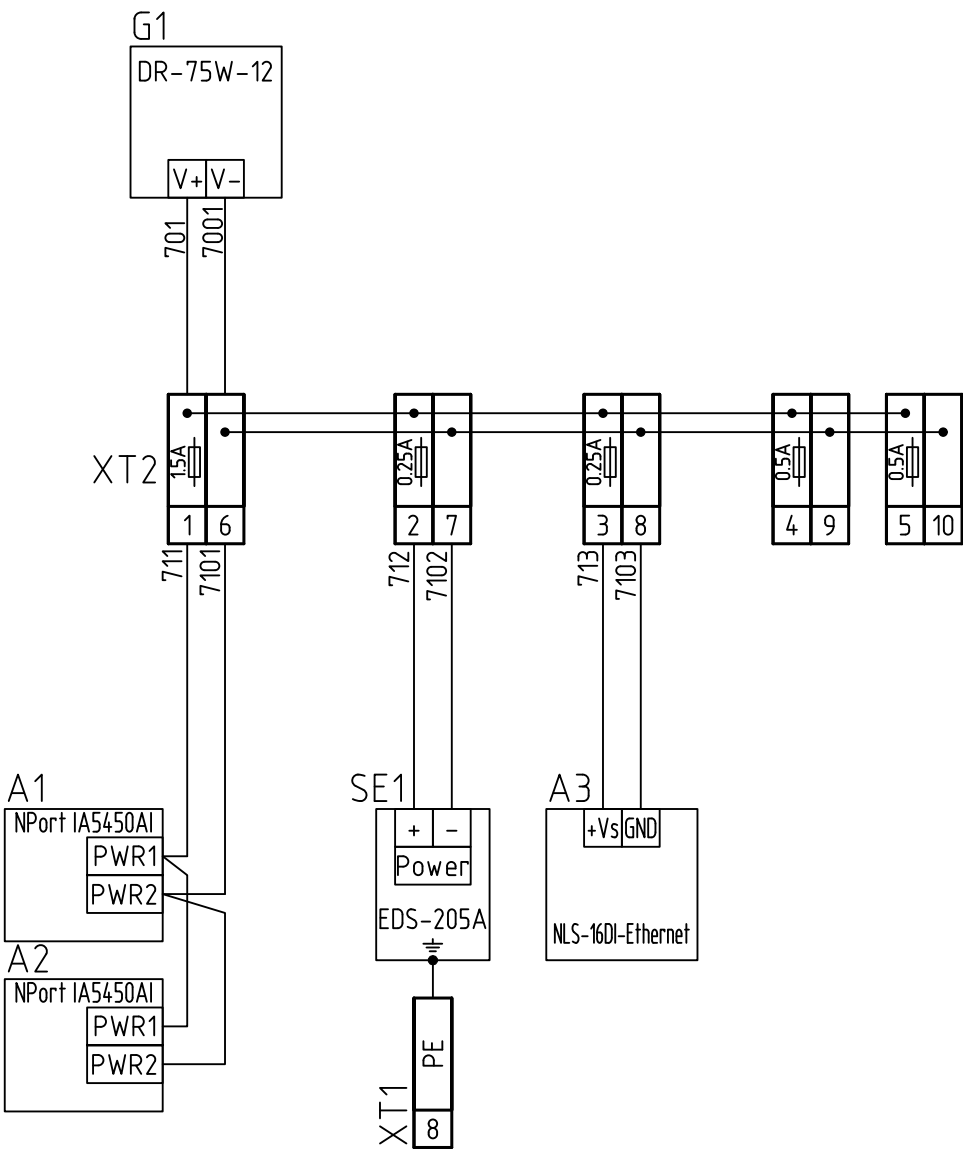 G1
DR-75W-12
V+ V-
701 7001
XT2
1.5A 0.25A 0.25A 0.5A 0.5A
1 6 2 7 3 8 4 9 5 10
711 7101 712 7102 713 7103
A1 SE1 A3
NPort IA5450AI
PWR1
PWR2
+ -
Power
EDS-205A
+Vs GND
NLS-16DI-Ethernet
A2
NPort IA5450AI
PWR1
PWR2
PE
XT1
8